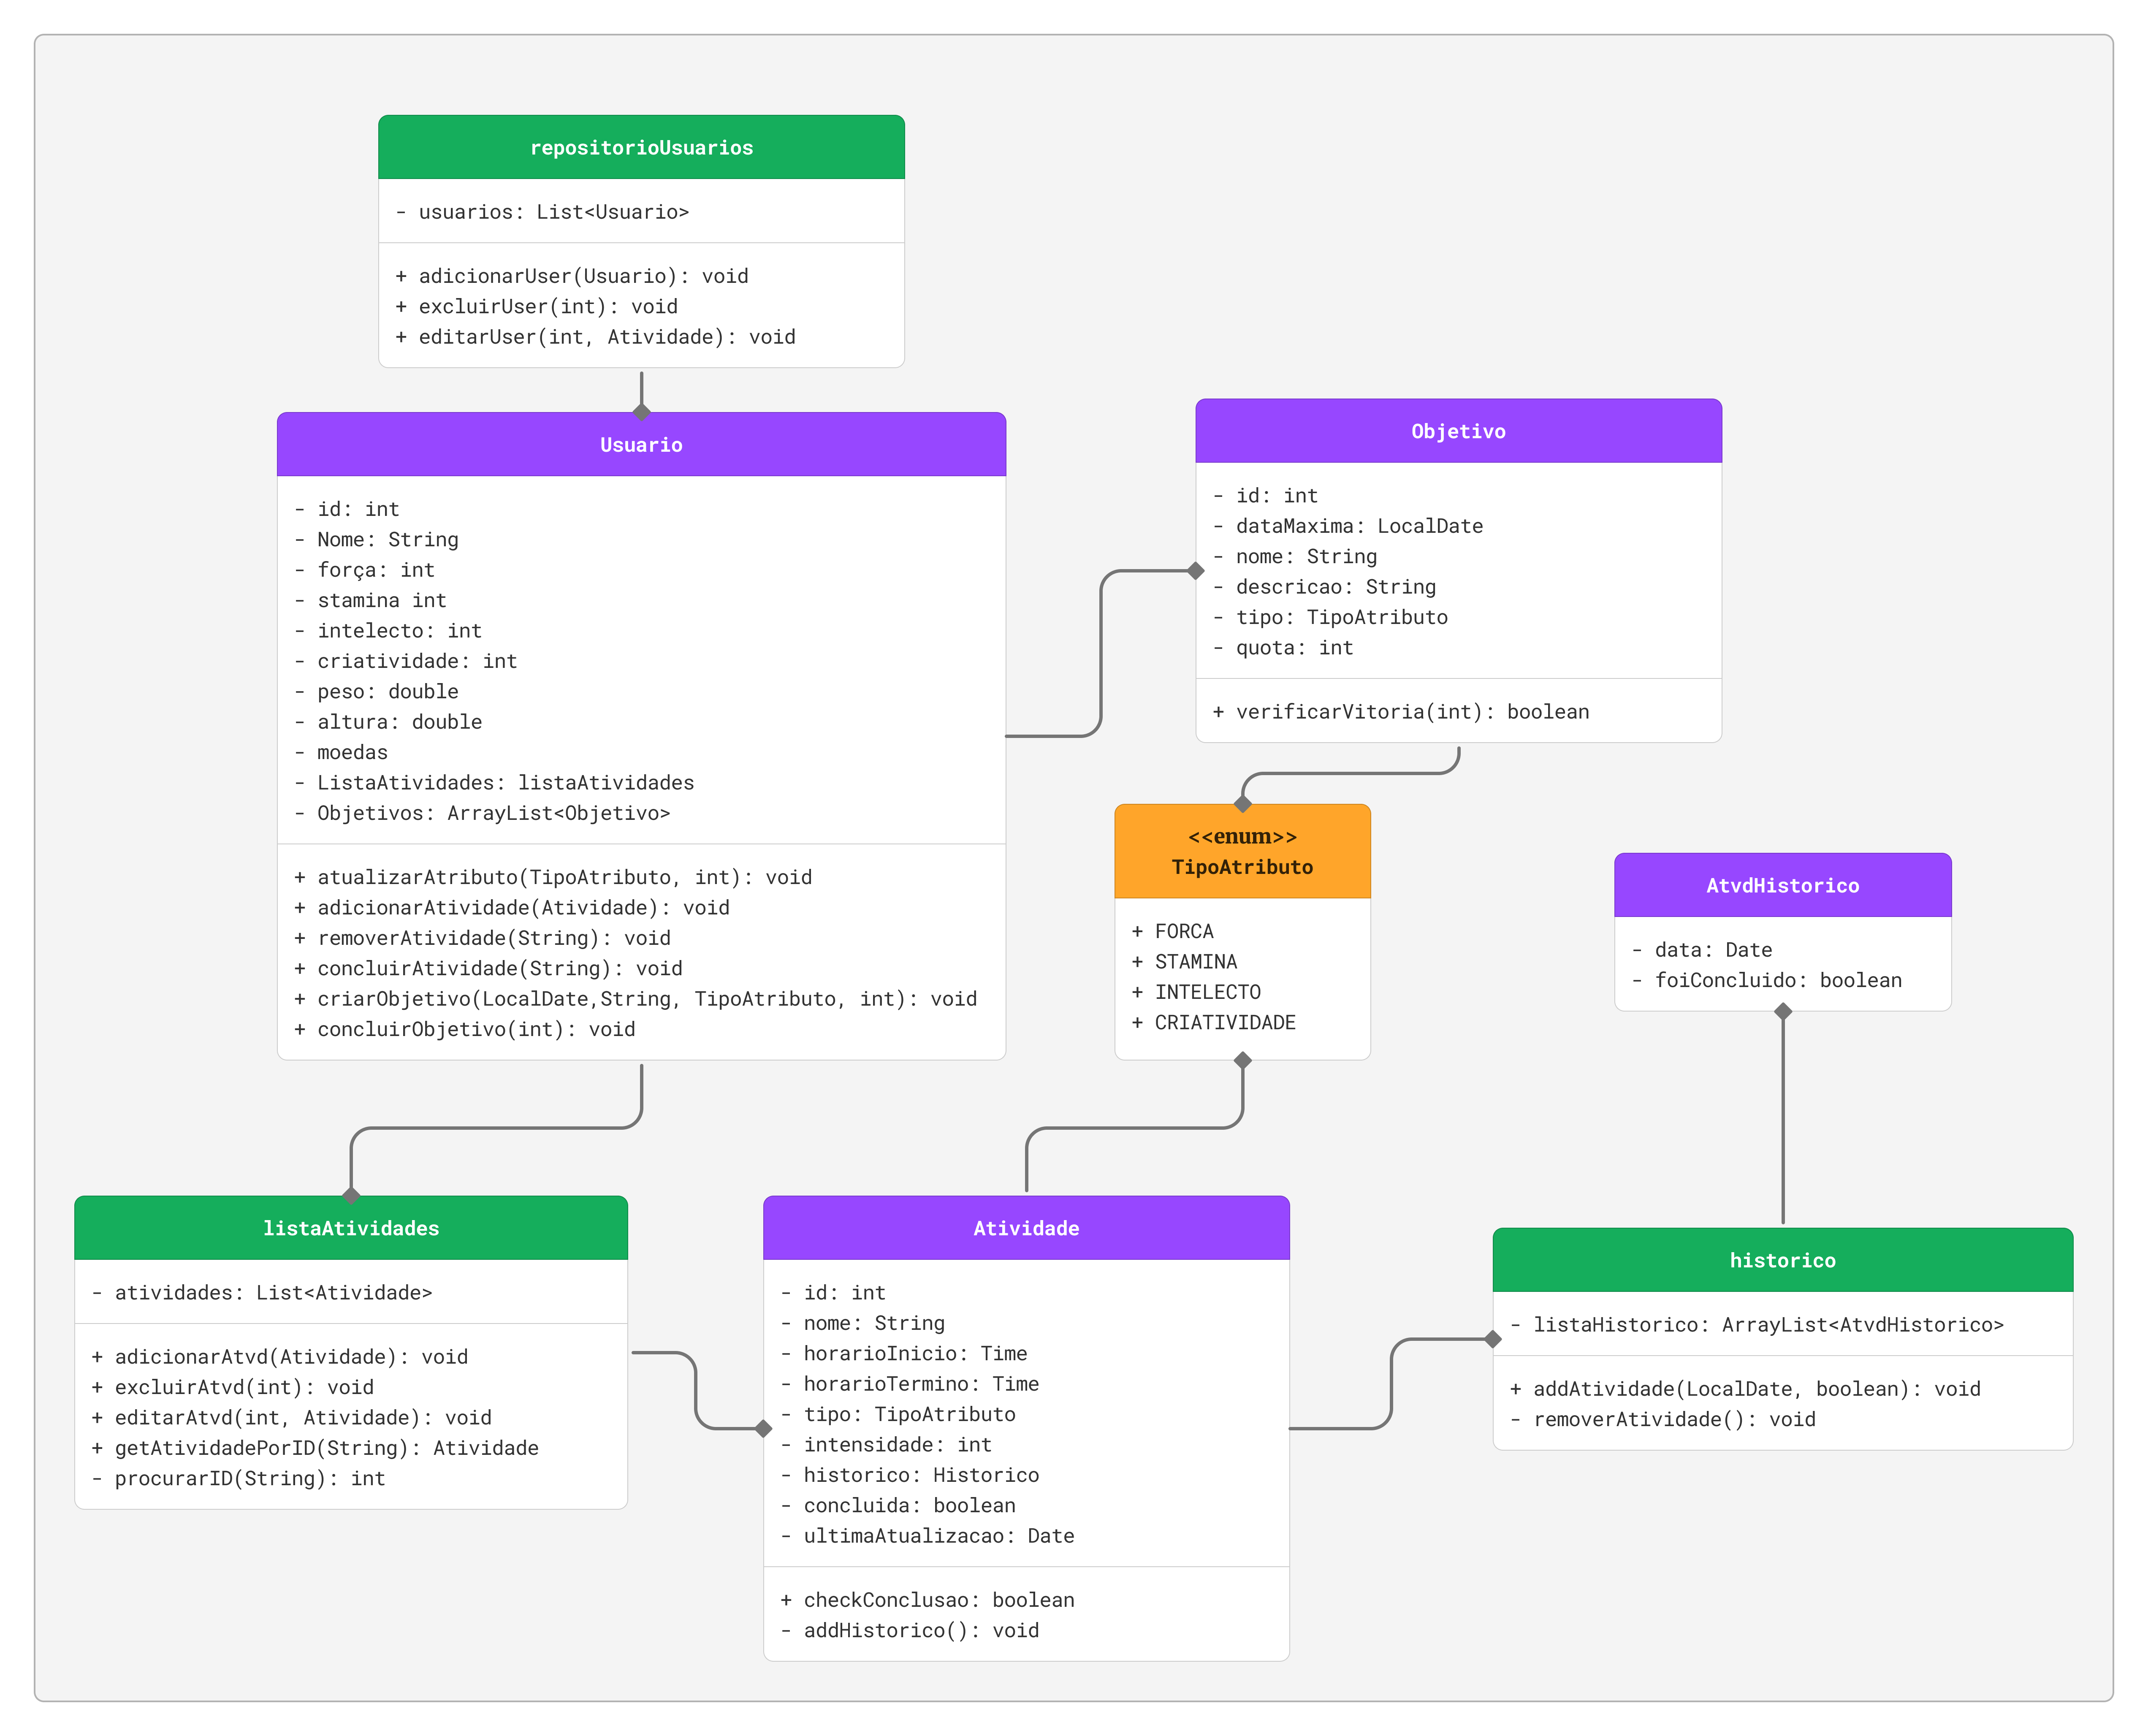 repositorioUsuarios
- usuarios: List<Usuario>
+ adicionarUser(Usuario): void
+ excluirUser(int): void
+ editarUser(int, Atividade): void
Usuario
- id: int
- Nome: String
- força: int
- stamina int
- intelecto: int
- criatividade: int
- peso: double
- altura: double
- moedas
- ListaAtividades: listaAtividades
- Objetivos: ArrayList<Objetivo>
+ atualizarAtributo(TipoAtributo, int): void
+ adicionarAtividade(Atividade): void
+ removerAtividade(String): void
+ concluirAtividade(String): void
+ criarObjetivo(LocalDate,String, TipoAtributo, int): void
+ concluirObjetivo(int): void
Objetivo
- id: int
- dataMaxima: LocalDate
- nome: String
- descricao: String
- tipo: TipoAtributo
- quota: int
+ verificarVitoria(int): boolean
<<enum>>
TipoAtributo
+ FORCA
+ STAMINA
+ INTELECTO
+ CRIATIVIDADE
AtvdHistorico
- data: Date
- foiConcluido: boolean
listaAtividades
- atividades: List<Atividade>
+ adicionarAtvd(Atividade): void
+ excluirAtvd(int): void
+ editarAtvd(int, Atividade): void
+ getAtividadePorID(String): Atividade
- procurarID(String): int
Atividade
- id: int
- nome: String
- horarioInicio: Time
- horarioTermino: Time
- tipo: TipoAtributo
- intensidade: int
- historico: Historico
- concluida: boolean
- ultimaAtualizacao: Date
+ checkConclusao: boolean
- addHistorico(): void
historico
- listaHistorico: ArrayList<AtvdHistorico>
+ addAtividade(LocalDate, boolean): void
- removerAtividade(): void